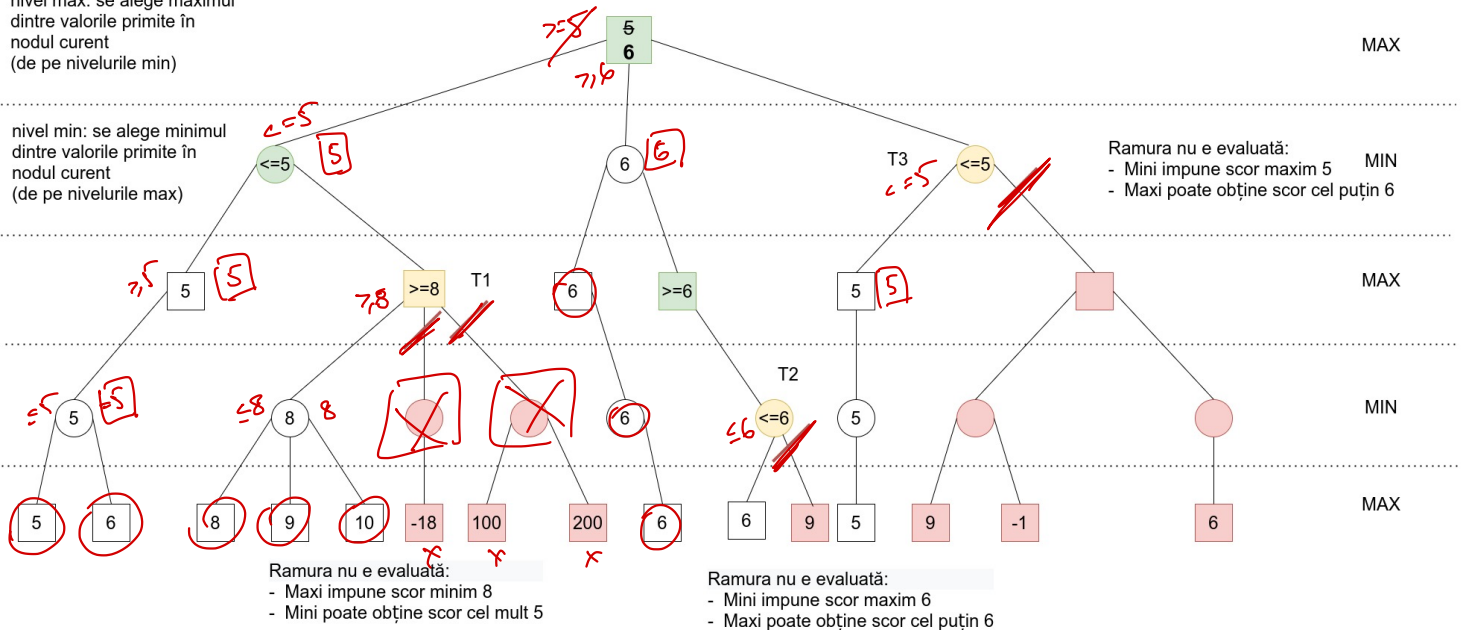 nivel max: se alege maximul
dintre valorile primite în
nodul curent
(de pe nivelurile min)
>=5
5
6
≥6
MAX
nivel min: se alege minimul
dintre valorile primite în
nodul curent
(de pe nivelurile max)
<=5
<=5
5
6
6
T3
<=5
<=5
Ramura nu e evaluată:
- Mini impune scor maxim 5
- Maxi poate obține scor cel puțin 6
MIN
≥5
5
5
≥8
>=8
T1
6
>=6
5
5
MAX
=5
5
=5
≤8
8
8
6
T2
≤6
<=6
5
MIN
5
6
8
9
10
-18
100
200
6
6
9
5
9
-1
6
MAX
x
x
x
Ramura nu e evaluată:
- Maxi impune scor minim 8
- Mini poate obține scor cel mult 5
Ramura nu e evaluată:
- Mini impune scor maxim 6
- Maxi poate obține scor cel puțin 6